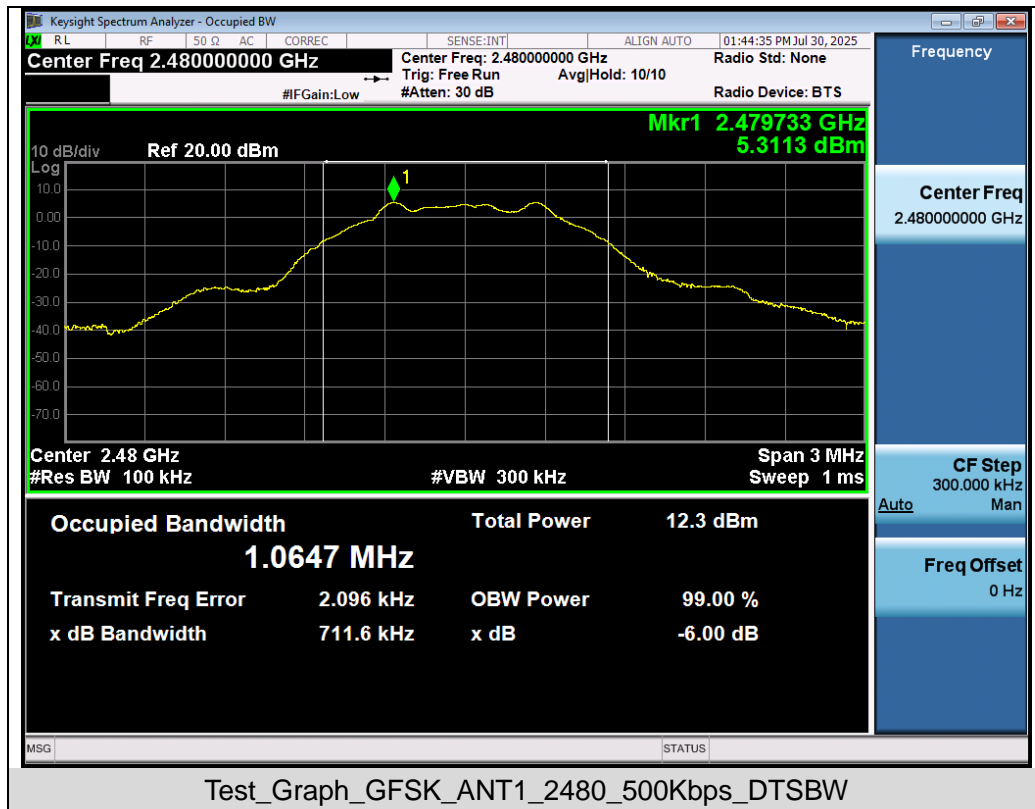 Keysight Spectrum Analyzer - Occupied BW
LXI RL RF 50 Ω AC CORREC SENSE:INT ALIGN AUTO 01:44:35 PM Jul 30, 2025
Center Freq 2.480000000 GHz
Center Freq: 2.480000000 GHz
Radio Std: None
Trig: Free Run Avg|Hold: 10/10
#IFGain:Low
#Atten: 30 dB
Radio Device: BTS
Frequency
Mkr1 2.479733 GHz
5.3113 dBm
10 dB/div Ref 20.00 dBm
Log
10.0
0.00
-10.0
-20.0
-30.0
-40.0
-50.0
-60.0
-70.0
1
Center 2.48 GHz Span 3 MHz
#Res BW 100 kHz #VBW 300 kHz Sweep 1 ms
Center Freq
2.480000000 GHz
CF Step
300.000 kHz
Auto Man
Freq Offset
0 Hz
Occupied Bandwidth Total Power 12.3 dBm
1.0647 MHz
Transmit Freq Error 2.096 kHz OBW Power 99.00 %
x dB Bandwidth 711.6 kHz x dB -6.00 dB
MSG STATUS
Test_Graph_GFSK_ANT1_2480_500Kbps_DTSBW